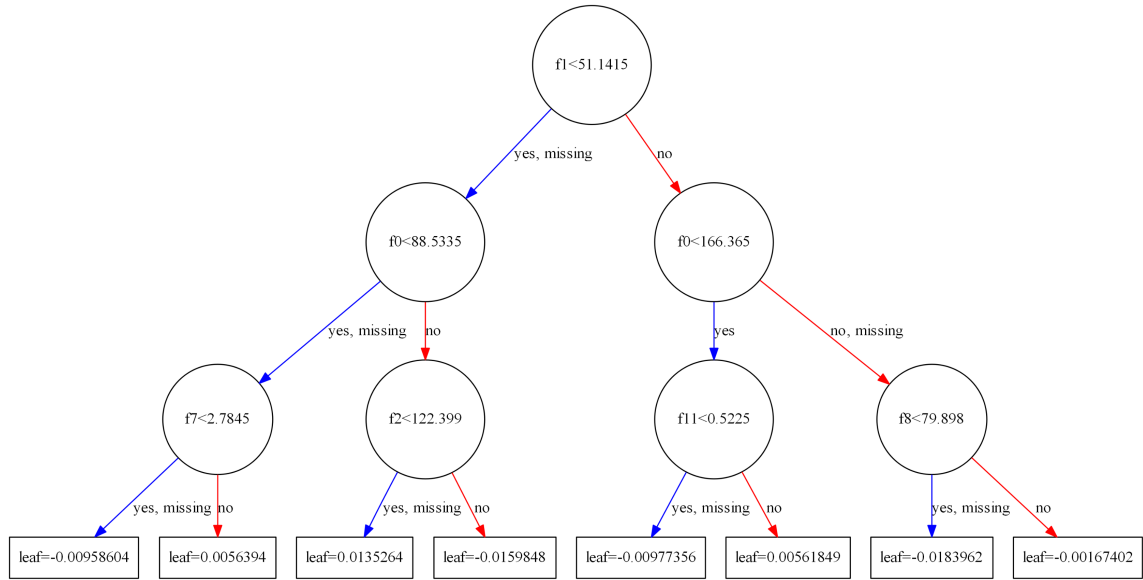 f1<51.1415
yes, missing
no
f0<88.5335
f0<166.365
yes, missing
no
yes
no, missing
f7<2.7845
f2<122.399
f11<0.5225
f8<79.898
yes, missing
no
yes, missing
no
yes, missing
no
yes, missing
no
leaf=-0.00958604
leaf=0.0056394
leaf=0.0135264
leaf=-0.0159848
leaf=-0.00977356
leaf=0.00561849
leaf=-0.0183962
leaf=-0.00167402